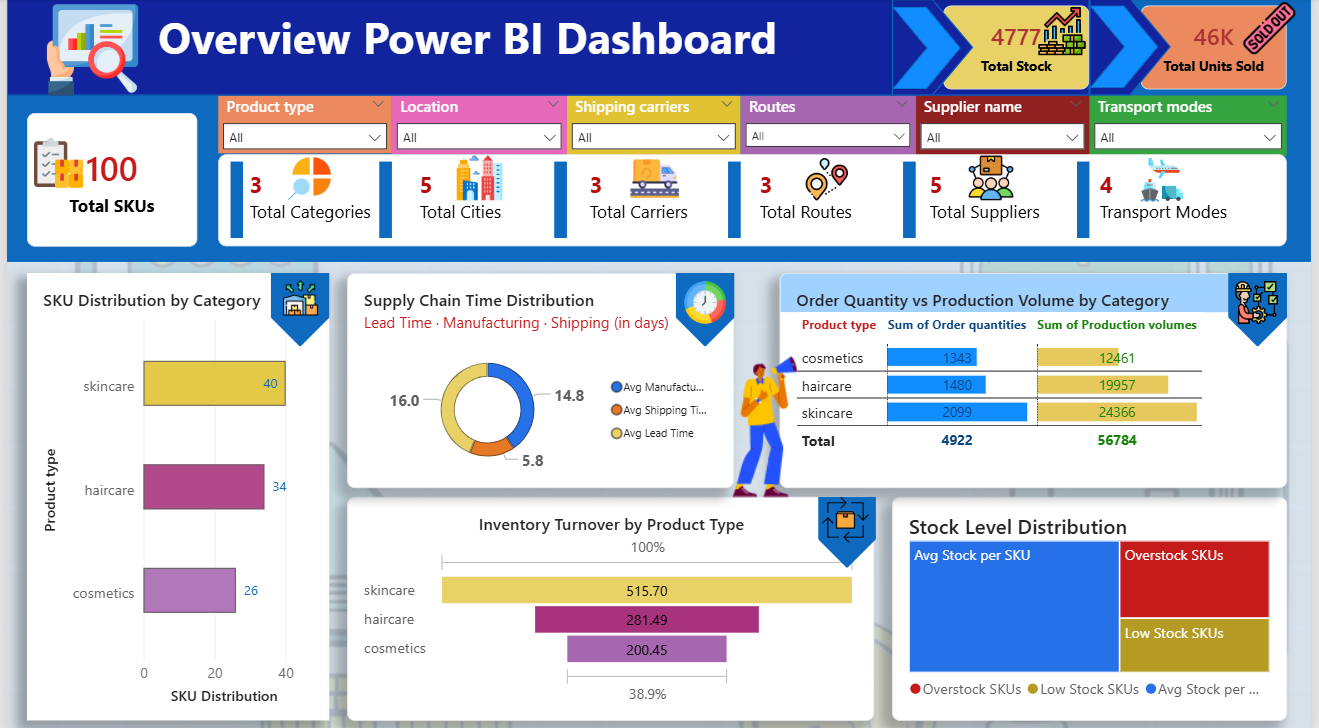 Overview Power BI Dashboard
4777
Total Stock
46K
SOLD OUT
Total Units Sold
Product type
All
Location
All
Shipping carriers
All
Routes
All
Supplier name
All
Transport modes
All
100
Total SKUs
3
Total Categories
5
Total Cities
3
Total Carriers
3
Total Routes
5
Total Suppliers
4
Transport Modes
SKU Distribution by Category
Product type
skincare 40
haircare 34
cosmetics 26
0 20 40
SKU Distribution
Supply Chain Time Distribution
Lead Time · Manufacturing · Shipping (in days)
16.0
14.8
5.8
Avg Manufactu...
Avg Shipping Ti...
Avg Lead Time
Order Quantity vs Production Volume by Category
Product type Sum of Order quantities Sum of Production volumes
cosmetics 1343 12461
haircare 1480 19957
skincare 2099 24366
Total 4922 56784
Inventory Turnover by Product Type
100%
skincare 515.70
haircare 281.49
cosmetics 200.45
38.9%
Stock Level Distribution
Avg Stock per SKU
Overstock SKUs
Low Stock SKUs
Overstock SKUs Low Stock SKUs Avg Stock per ...